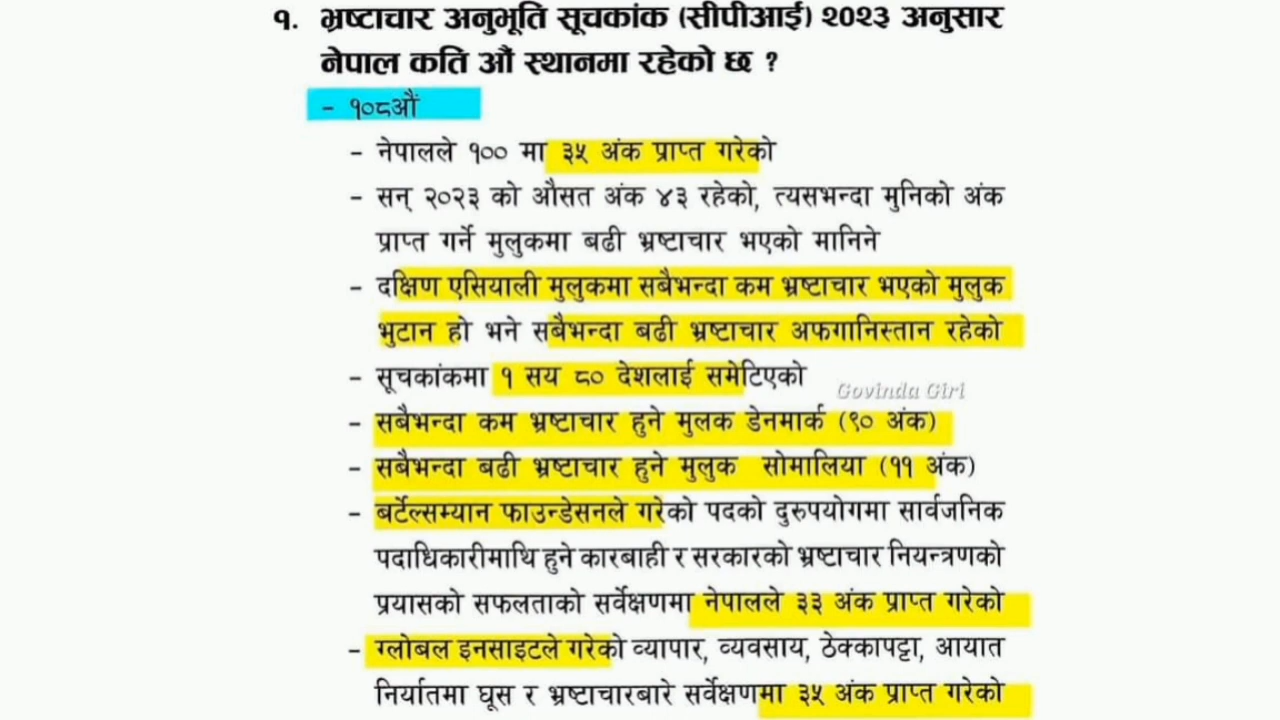 १. भ्रष्टाचार अनुभूति सूचकांक (सीपीआई) २०२३ अनुसार
नेपाल कति औं स्थानमा रहेको छ ?
- १०८औं
- नेपालले १०० मा ३५ अंक प्राप्त गरेको
- सन् २०२३ को औसत अंक ४३ रहेको, त्यसभन्दा मुनिको अंक
प्राप्त गर्ने मुलुकमा बढी भ्रष्टाचार भएको मानिने
- दक्षिण एसियाली मुलुकमा सबैभन्दा कम भ्रष्टाचार भएको मुलुक
भुटान हो भने सबैभन्दा बढी भ्रष्टाचार अफगानिस्तान रहेको
- सूचकांकमा १ सय ८० देशलाई समेटिएको
Govinda Giri
- सबैभन्दा कम भ्रष्टाचार हुने मुलक डेनमार्क (९० अंक)
- सबैभन्दा बढी भ्रष्टाचार हुने मुलुक सोमालिया (११ अंक)
- बर्टेल्सम्यान फाउन्डेसनले गरेको पदको दुरुपयोगमा सार्वजनिक
पदाधिकारीमाथि हुने कारबाही र सरकारको भ्रष्टाचार नियन्त्रणको
प्रयासको सफलताको सर्वेक्षणमा नेपालले ३३ अंक प्राप्त गरेको
- ग्लोबल इनसाइटले गरेको व्यापार, व्यवसाय, ठेक्कापट्टा, आयात
निर्यातमा घूस र भ्रष्टाचारबारे सर्वेक्षणमा ३५ अंक प्राप्त गरेको